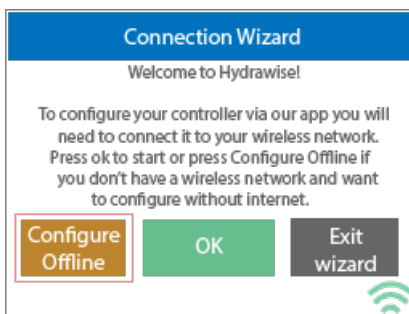 Connection Wizard
Welcome to Hydrawise!
To configure your controller via our app you will
need to connect it to your wireless network.
Press ok to start or press Configure Offline if
you don't have a wireless network and want
to configure without internet.
Configure
Offline
OK
Exit
wizard